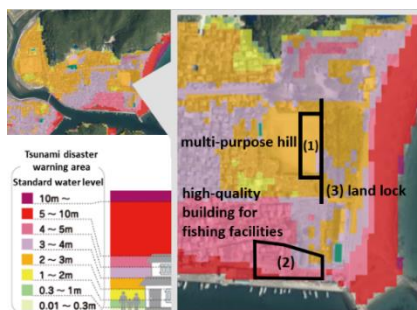 Tsunami disaster
warning area
Standard water level
10m~
5 ~ 10m
4 ~ 5m
3 ~ 4m
2 ~ 3m
1 ~ 2m
0.3 ~ 1m
0.01 ~ 0.3m
multi-purpose hill
(1)
(3) land lock
high-quality
building for
fishing facilities
(2)